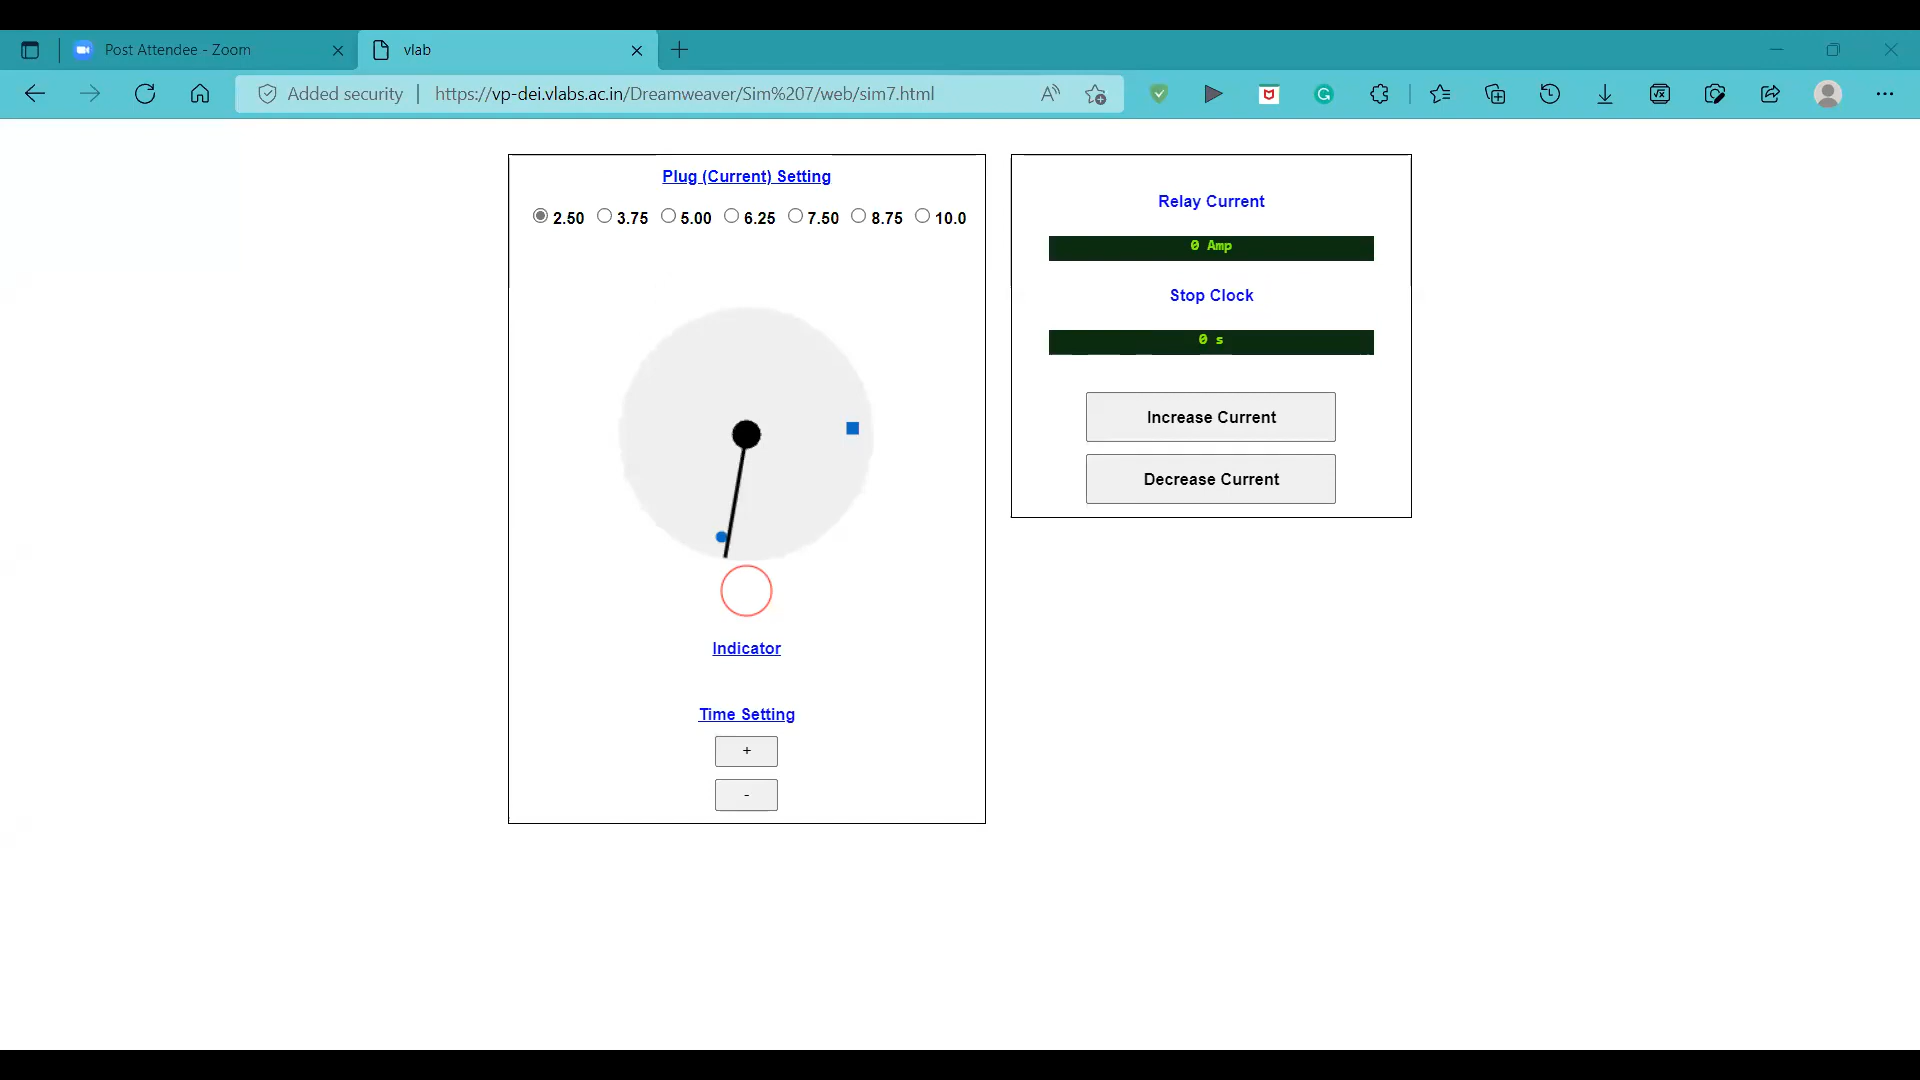 Post Attendee - Zoom
vlab
Added security
https://vp-dei.vlabs.ac.in/Dreamweaver/Sim%207/web/sim7.html
Plug (Current) Setting
2.50 3.75 5.00 6.25 7.50 8.75 10.0
Indicator
Time Setting
+
-
Relay Current
0 Amp
Stop Clock
0 s
Increase Current
Decrease Current